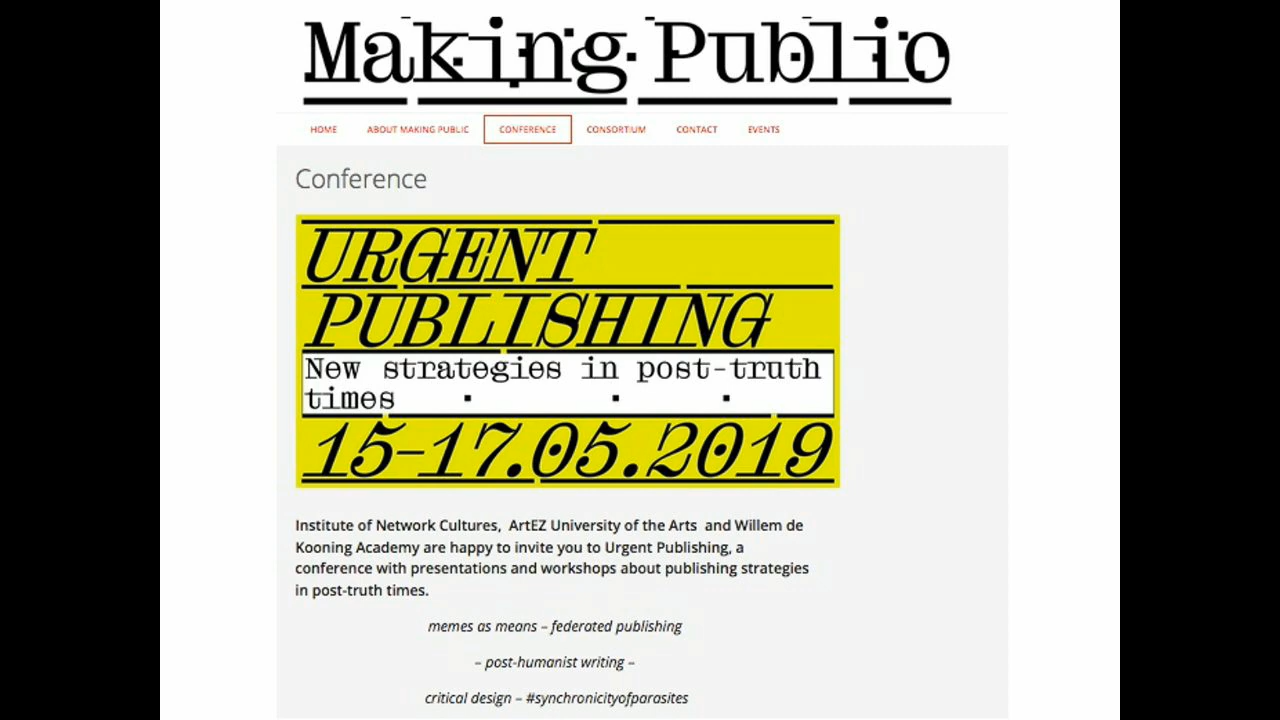 Making Public
HOME ABOUT MAKING PUBLIC CONFERENCE CONSORTIUM CONTACT EVENTS
Conference
URGENT
PUBLISHING
New strategies in post-truth
times
15-17.05.2019
Institute of Network Cultures, ArtEZ University of the Arts and Willem de
Kooning Academy are happy to invite you to Urgent Publishing, a
conference with presentations and workshops about publishing strategies
in post-truth times.
memes as means – federated publishing
– post-humanist writing –
critical design – #synchronicityofparasites